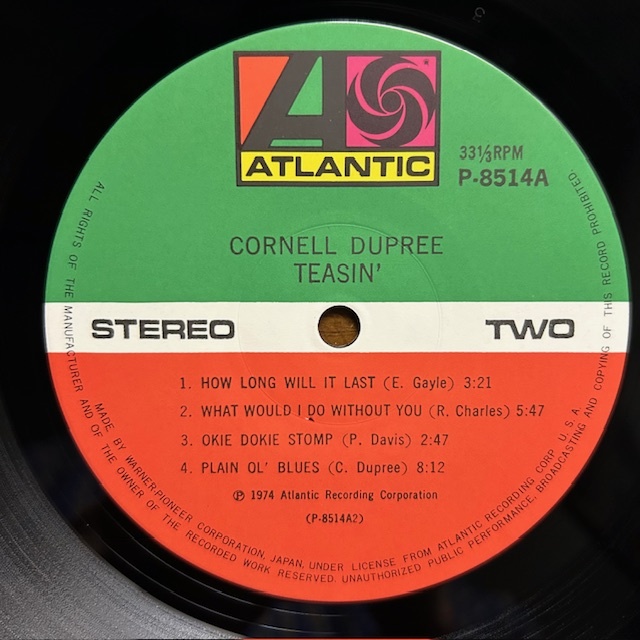 ATLANTIC
33⅓RPM
P-8514A
CORNELL DUPREE
TEASIN'
STEREO
TWO
1. HOW LONG WILL IT LAST (E. Gayle) 3:21
2. WHAT WOULD I DO WITHOUT YOU (R. Charles) 5:47
3. OKIE DOKIE STOMP (P. Davis) 2:47
4. PLAIN OL' BLUES (C. Dupree) 8:12
Ⓟ 1974 Atlantic Recording Corporation
(P-8514A2)
MADE BY WARNER-PIONEER CORPORATION, JAPAN, UNDER LICENSE FROM ATLANTIC RECORDING CORP. U.S.A.
ALL RIGHTS OF THE MANUFACTURER AND OF THE OWNER OF THE RECORDED WORK RESERVED. UNAUTHORIZED PUBLIC PERFORMANCE, BROADCASTING AND COPYING OF THIS RECORD PROHIBITED.